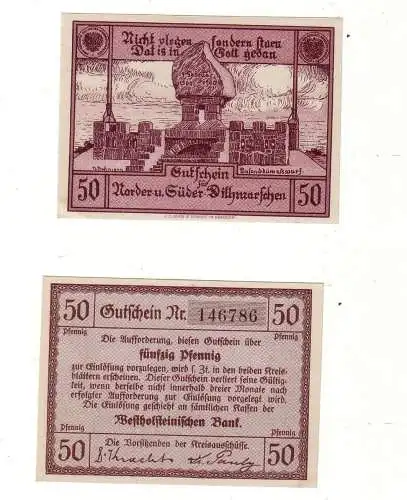 Nicht vlegen sondern staen
Dat is in Gott gedan
Gutschein
50 Norder u. Süder-Dithmarschen 50
50 Gutschein Nr. 146786 50
Pfennig Pfennig
Die Aufforderung, diesen Gutschein über
fünfzig Pfennig
zur Einlösung vorzulegen, wird s. Zt. in den beiden Kreis-
blättern erscheinen. Dieser Gutschein verliert seine Gültig-
keit, wenn derselbe nicht innerhalb dreier Monate nach
erfolgter Aufforderung zur Einlösung vorgelegt wird.
Die Einlösung geschieht an sämtlichen Kassen der
Westholsteinischen Bank.
Pfennig Die Vorsitzenden der Kreisausschüsse. Pfennig
50 50